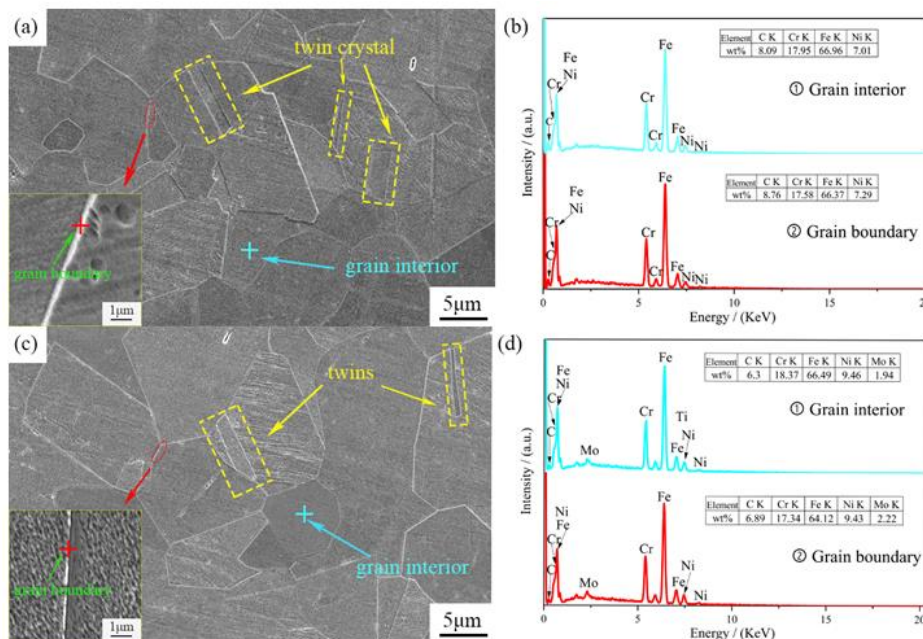 (a)
twin crystal
grain boundary
grain interior
1μm
5μm
(b)
Element C K Cr K Fe K Ni K
wt% 8.09 17.95 66.96 7.01
① Grain interior
Fe
Fe
Ni
Cr
C
Cr
Cr
Fe
Ni
Ni
Element C K Cr K Fe K Ni K
wt% 8.76 17.58 66.37 7.29
② Grain boundary
Fe
Fe
Ni
Cr
C
Cr
Cr
Fe
Ni
Ni
Intensity / (a.u.)
0 5 10 15 20
Energy / (KeV)
(c)
twins
grain boundary
grain interior
1μm
5μm
(d)
Element C K Cr K Fe K Ni K Mo K
wt% 6.3 18.37 66.49 9.46 1.94
① Grain interior
Fe
Fe
Ni
Cr
C
Mo
Cr
Ti
Fe
Ni
Ni
Element C K Cr K Fe K Ni K Mo K
wt% 6.89 17.34 64.12 9.43 2.22
② Grain boundary
Fe
Ni
Fe
Cr
C
Mo
Cr
Fe
Ni
Ni
Intensity / (a.u.)
0 5 10 15 20
Energy / (KeV)